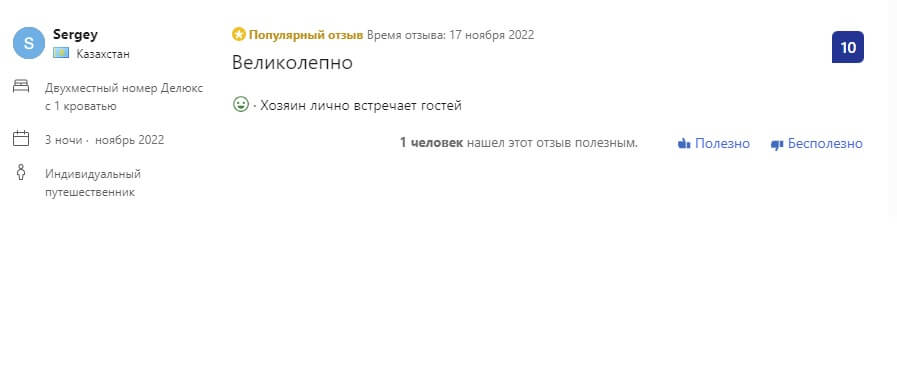 S
Sergey
Казахстан
Двухместный номер Делюкс
с 1 кроватью
3 ночи · ноябрь 2022
Индивидуальный
путешественник
Популярный отзыв Время отзыва: 17 ноября 2022
Великолепно
10
· Хозяин лично встречает гостей
1 человек нашел этот отзыв полезным. Полезно Бесполезно